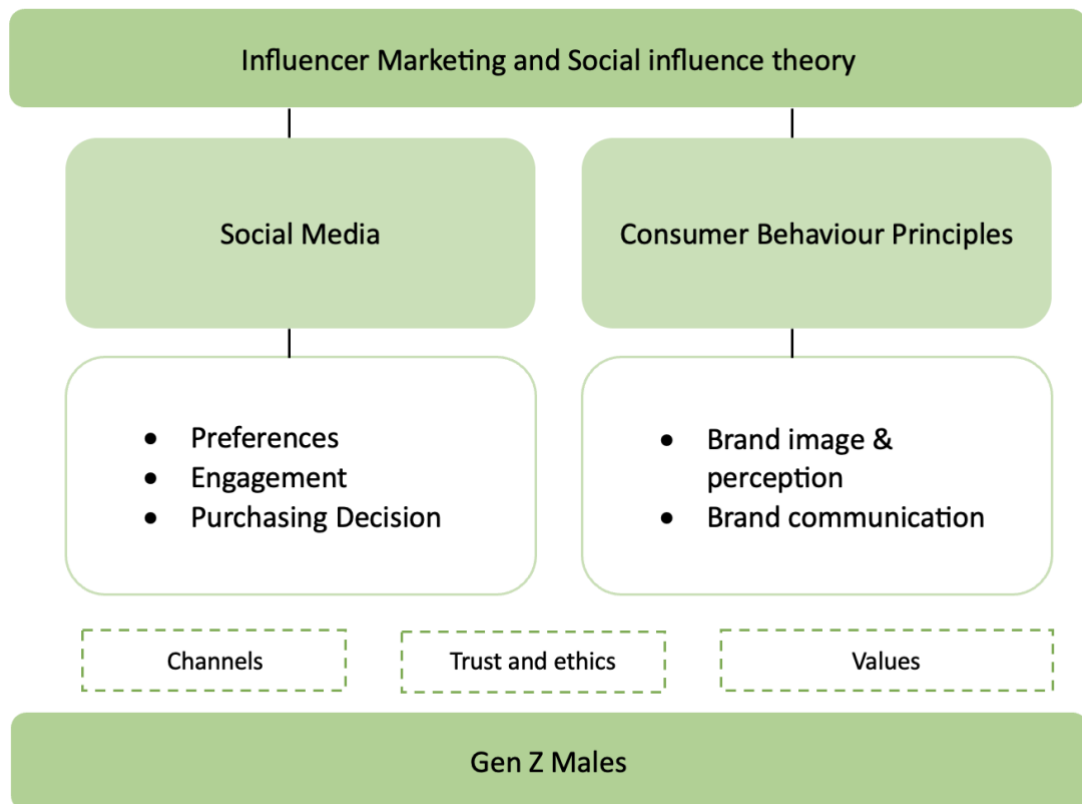 Influencer Marketing and Social influence theory
Social Media
Consumer Behaviour Principles
• Preferences
• Engagement
• Purchasing Decision
• Brand image &
perception
• Brand communication
Channels
Trust and ethics
Values
Gen Z Males